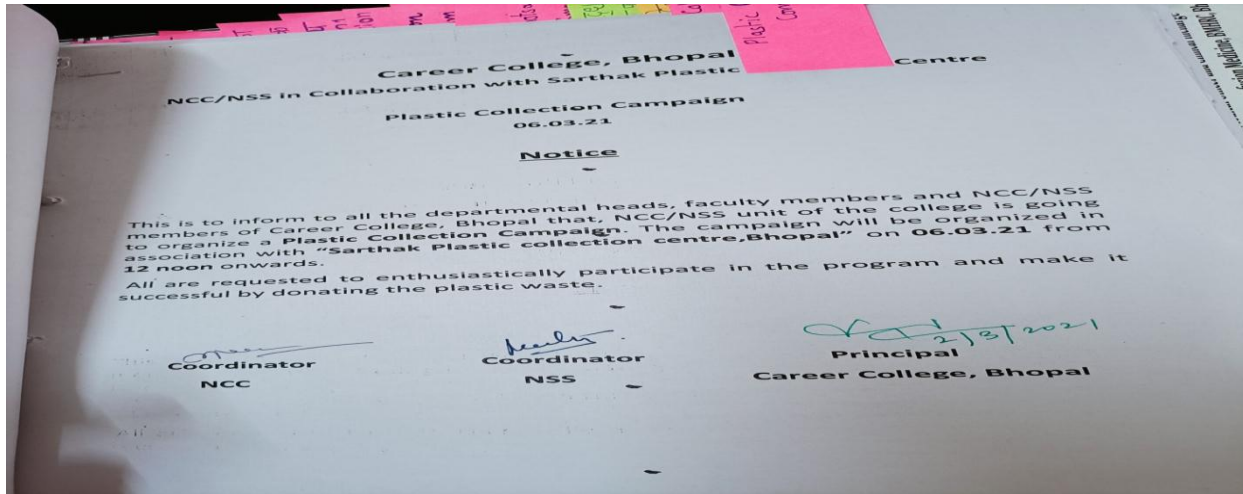 Plastic
Career College, Bhopal
NCC/NSS in Collaboration with Sarthak Plastic Centre
Plastic Collection Campaign
06.03.21
Notice
This is to inform to all the departmental heads, faculty members and NCC/NSS
members of Career College, Bhopal that, NCC/NSS unit of the college is going
to organize a Plastic Collection Campaign. The campaign will be organized in
association with “Sarthak Plastic collection centre,Bhopal” on 06.03.21 from
12 noon onwards.
All are requested to enthusiastically participate in the program and make it
successful by donating the plastic waste.
2/3/2021
Coordinator Coordinator Principal
NCC NSS Career College, Bhopal